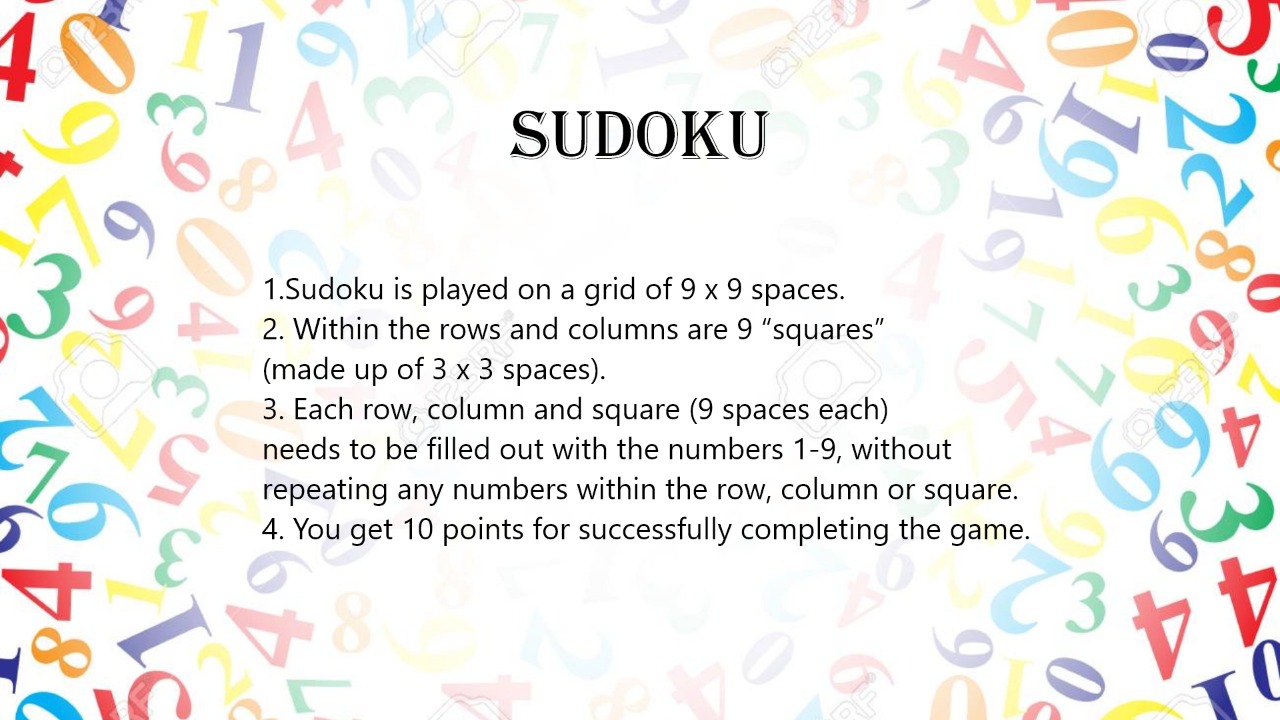 SUDOKU
1.Sudoku is played on a grid of 9 x 9 spaces.
2. Within the rows and columns are 9 “squares”
(made up of 3 x 3 spaces).
3. Each row, column and square (9 spaces each)
needs to be filled out with the numbers 1-9, without
repeating any numbers within the row, column or square.
4. You get 10 points for successfully completing the game.